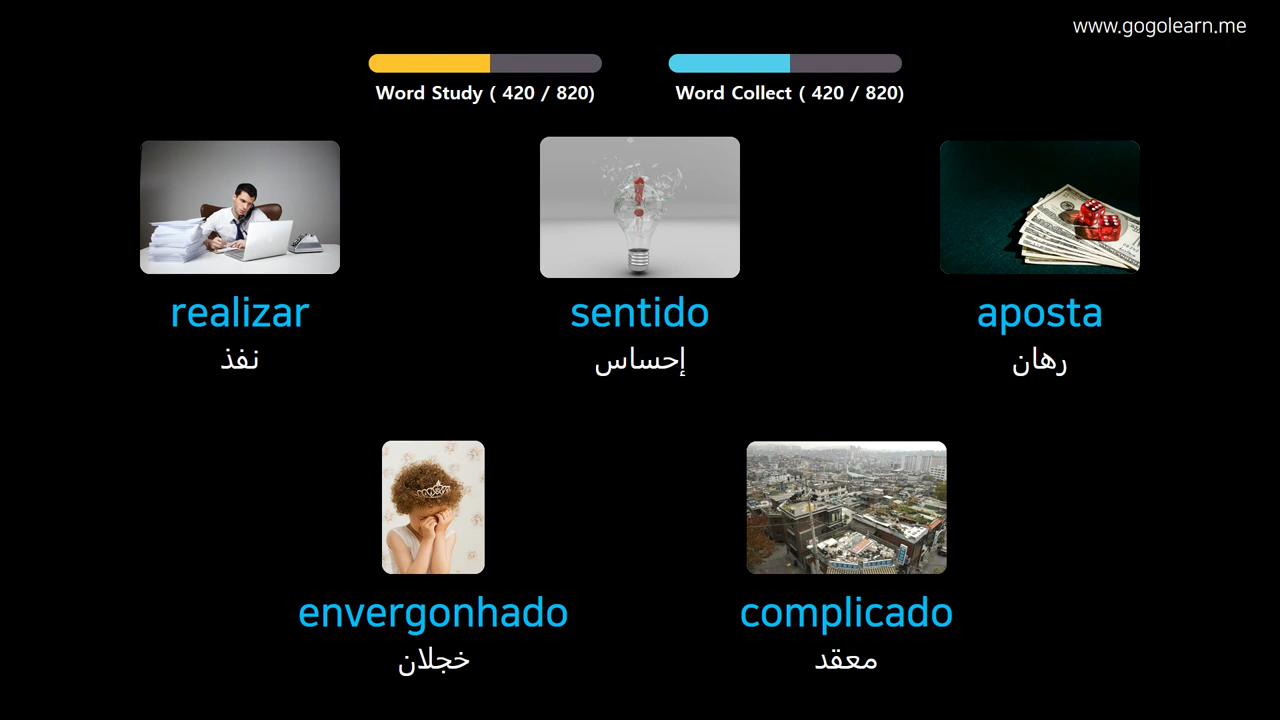 www.gogolearn.me
Word Study ( 420 / 820)
Word Collect ( 420 / 820)
realizar
نفذ
sentido
إحساس
aposta
رهان
envergonhado
خجلان
complicado
معقد